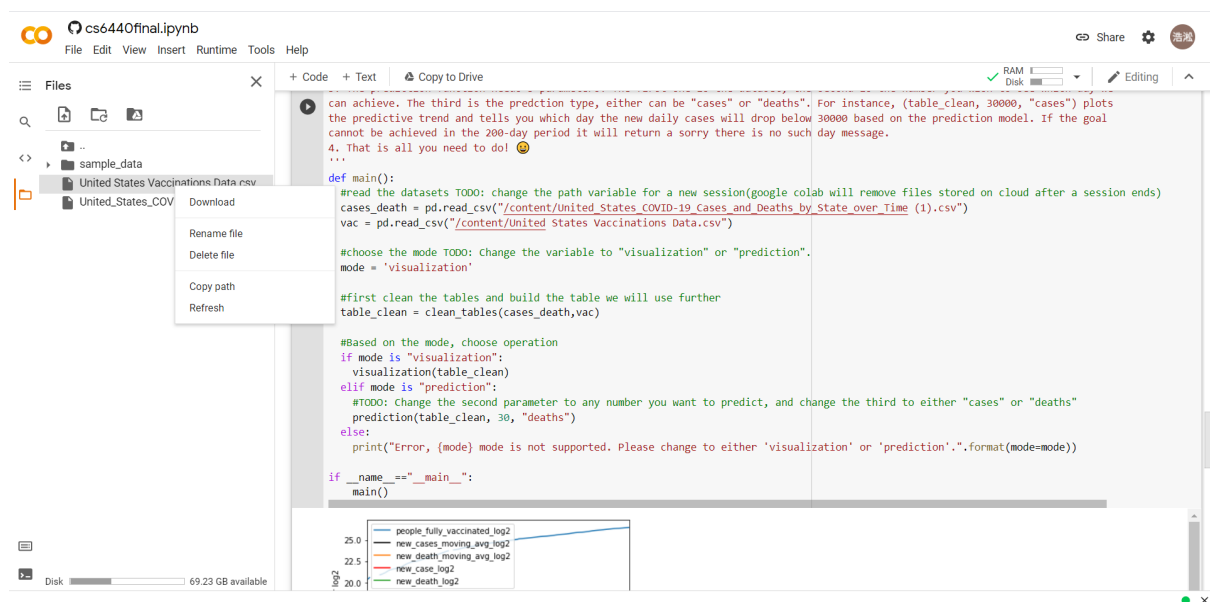 cs6440final.ipynb
File Edit View Insert Runtime Tools Help
Share
浩淞
Files
+ Code + Text Copy to Drive
RAM
Disk
Editing
..
sample_data
United States Vaccinations Data.csv
United_States_COV
Download
Rename file
Delete file
Copy path
Refresh
can achieve. The third is the predction type, either can be "cases" or "deaths". For instance, (table_clean, 30000, "cases") plots
the predictive trend and tells you which day the new daily cases will drop below 30000 based on the prediction model. If the goal
cannot be achieved in the 200-day period it will return a sorry there is no such day message.
4. That is all you need to do! 😀
'''
def main():
#read the datasets TODO: change the path variable for a new session(google colab will remove files stored on cloud after a session ends)
cases_death = pd.read_csv("/content/United_States_COVID-19_Cases_and_Deaths_by_State_over_Time (1).csv")
vac = pd.read_csv("/content/United States Vaccinations Data.csv")
#choose the mode TODO: Change the variable to "visualization" or "prediction".
mode = 'visualization'
#first clean the tables and build the table we will use further
table_clean = clean_tables(cases_death,vac)
#Based on the mode, choose operation
if mode is "visualization":
visualization(table_clean)
elif mode is "prediction":
#TODO: Change the second parameter to any number you want to predict, and change the third to either "cases" or "deaths"
prediction(table_clean, 30, "deaths")
else:
print("Error, {mode} mode is not supported. Please change to either 'visualization' or 'prediction'.".format(mode=mode))
if __name__=="__main__":
main()
people_fully_vaccinated_log2
new_cases_moving_avg_log2
new_death_moving_avg_log2
new_case_log2
new_death_log2
25.0
22.5
20.0
log2
Disk 69.23 GB available